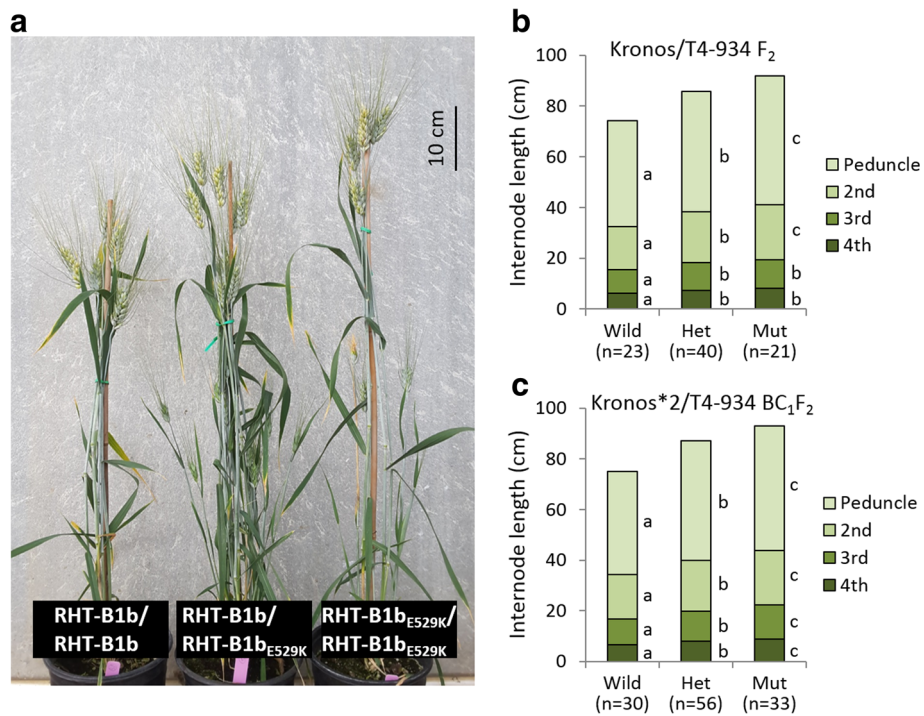 a
10 cm
RHT-B1b/
RHT-B1b
RHT-B1b/
RHT-B1bE529K
RHT-B1bE529K/
RHT-B1bE529K
b
Kronos/T4-934 F2
Internode length (cm)
100
80
60
40
20
0
a
a
a
a
b
b
b
b
c
c
b
b
Wild
(n=23)
Het
(n=40)
Mut
(n=21)
Peduncle
2nd
3rd
4th
c
Kronos*2/T4-934 BC1F2
Internode length (cm)
100
80
60
40
20
0
a
a
a
a
b
b
b
b
c
c
c
c
Wild
(n=30)
Het
(n=56)
Mut
(n=33)
Peduncle
2nd
3rd
4th